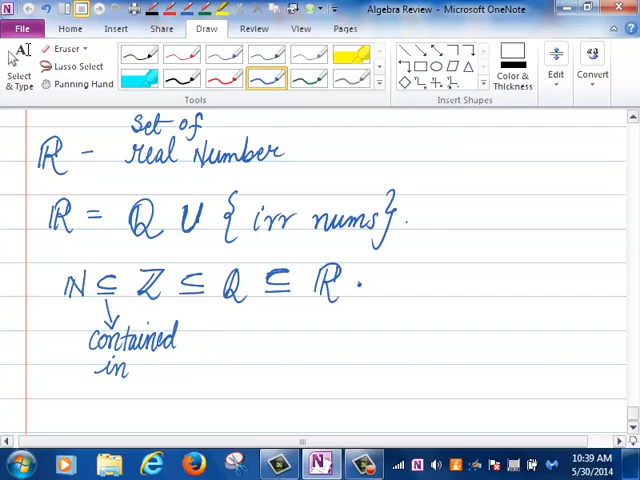 Algebra Review - Microsoft OneNote
File Home Insert Share Draw Review View
Select & Type
Eraser
Lasso Select
Panning Hand
Color & Thickness
Edit
Convert
Tools
Insert Shapes
Set of
ℝ - real Number
ℝ = Q ∪ { irr nums}.
N ⊆ ℤ ⊆ Q ⊆ ℝ.
contained
in
10:39 AM
5/30/2014